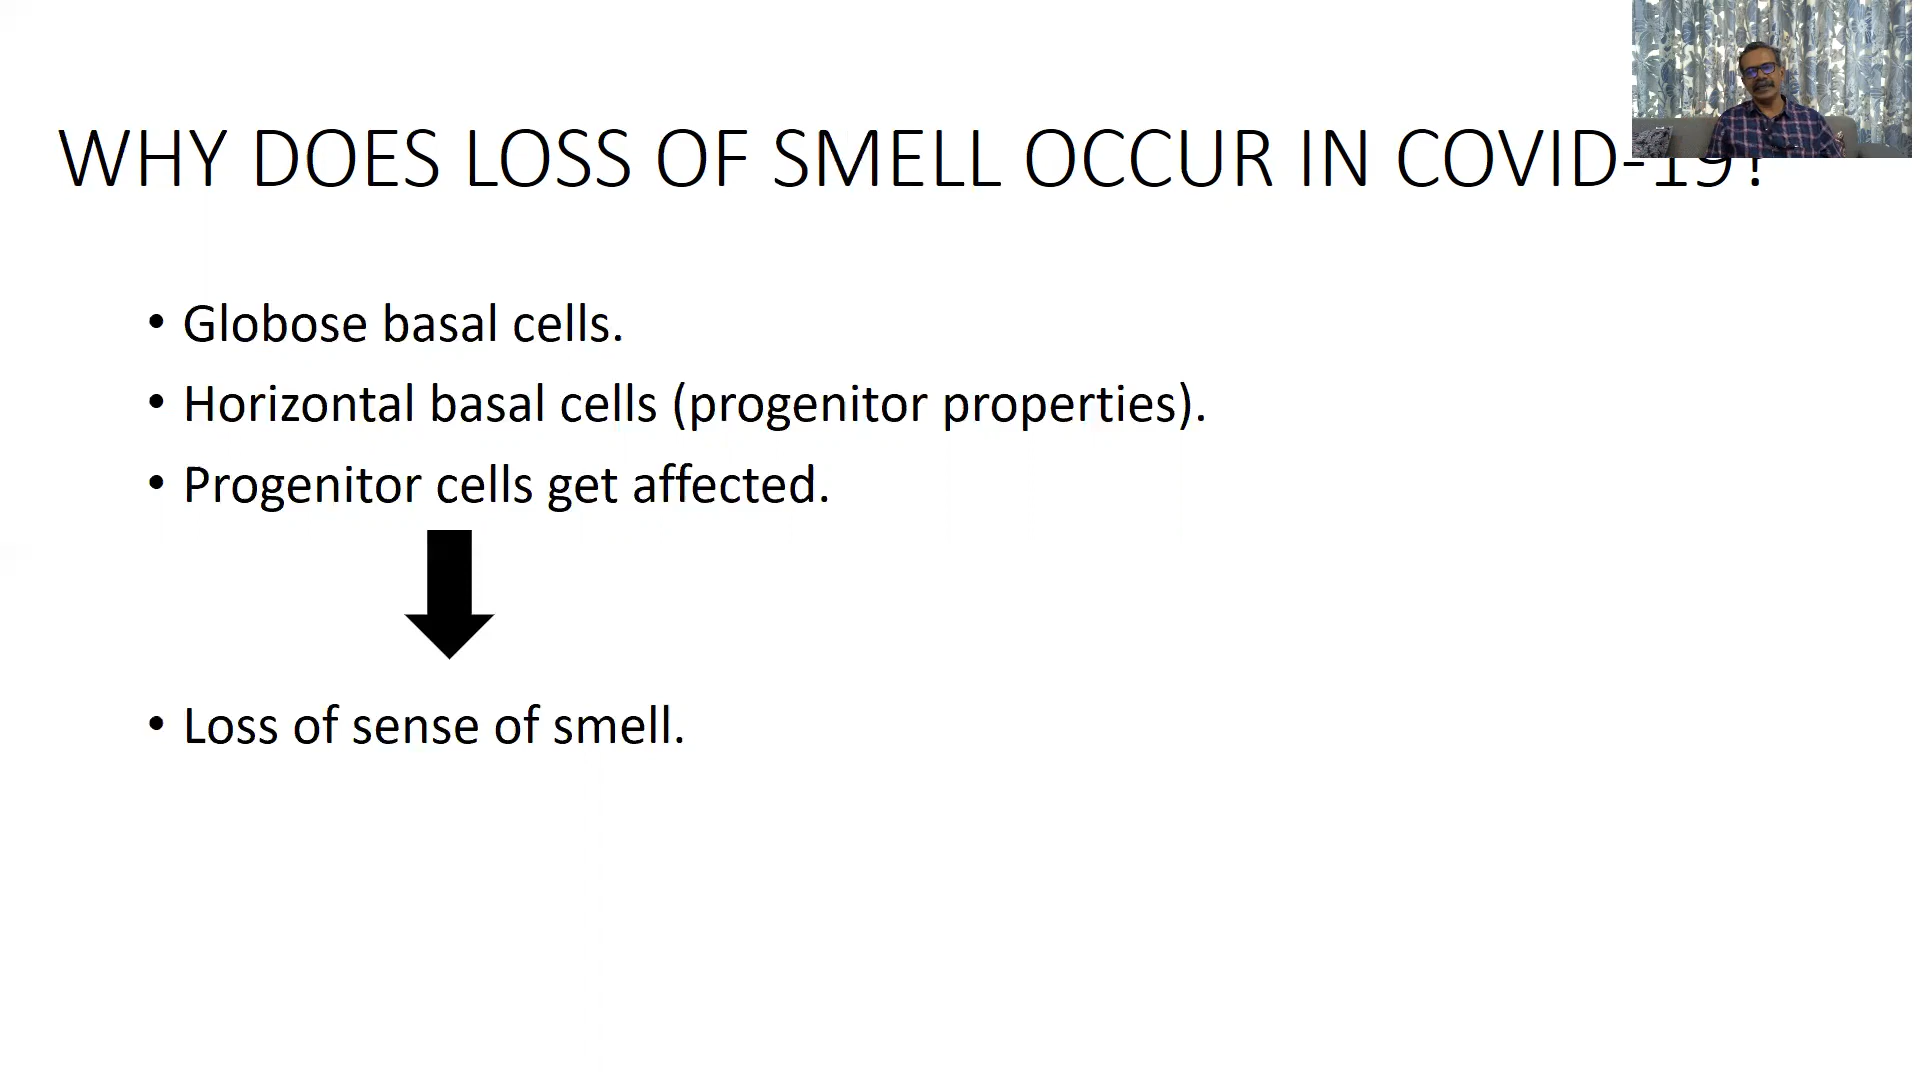 WHY DOES LOSS OF SMELL OCCUR IN COVID-19?
• Globose basal cells.
• Horizontal basal cells (progenitor properties).
• Progenitor cells get affected.
• Loss of sense of smell.